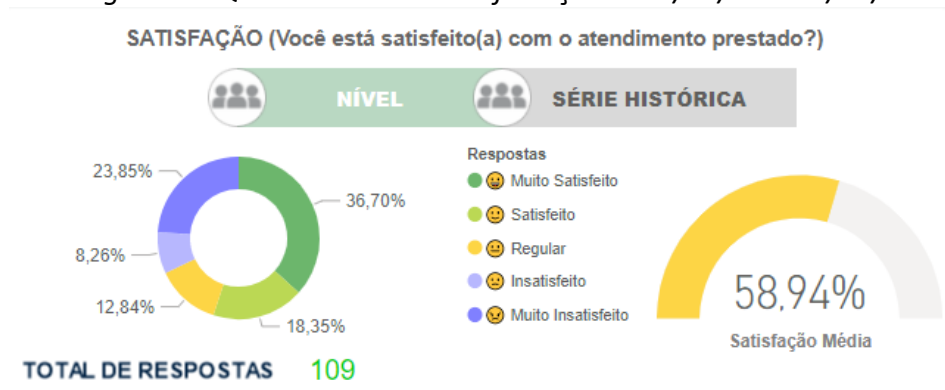 SATISFAÇÃO (Você está satisfeito(a) com o atendimento prestado?)
NÍVEL
SÉRIE HISTÓRICA
23,85%
36,70%
8,26%
12,84%
18,35%
Respostas
Muito Satisfeito
Satisfeito
Regular
Insatisfeito
Muito Insatisfeito
58,94%
Satisfação Média
TOTAL DE RESPOSTAS 109